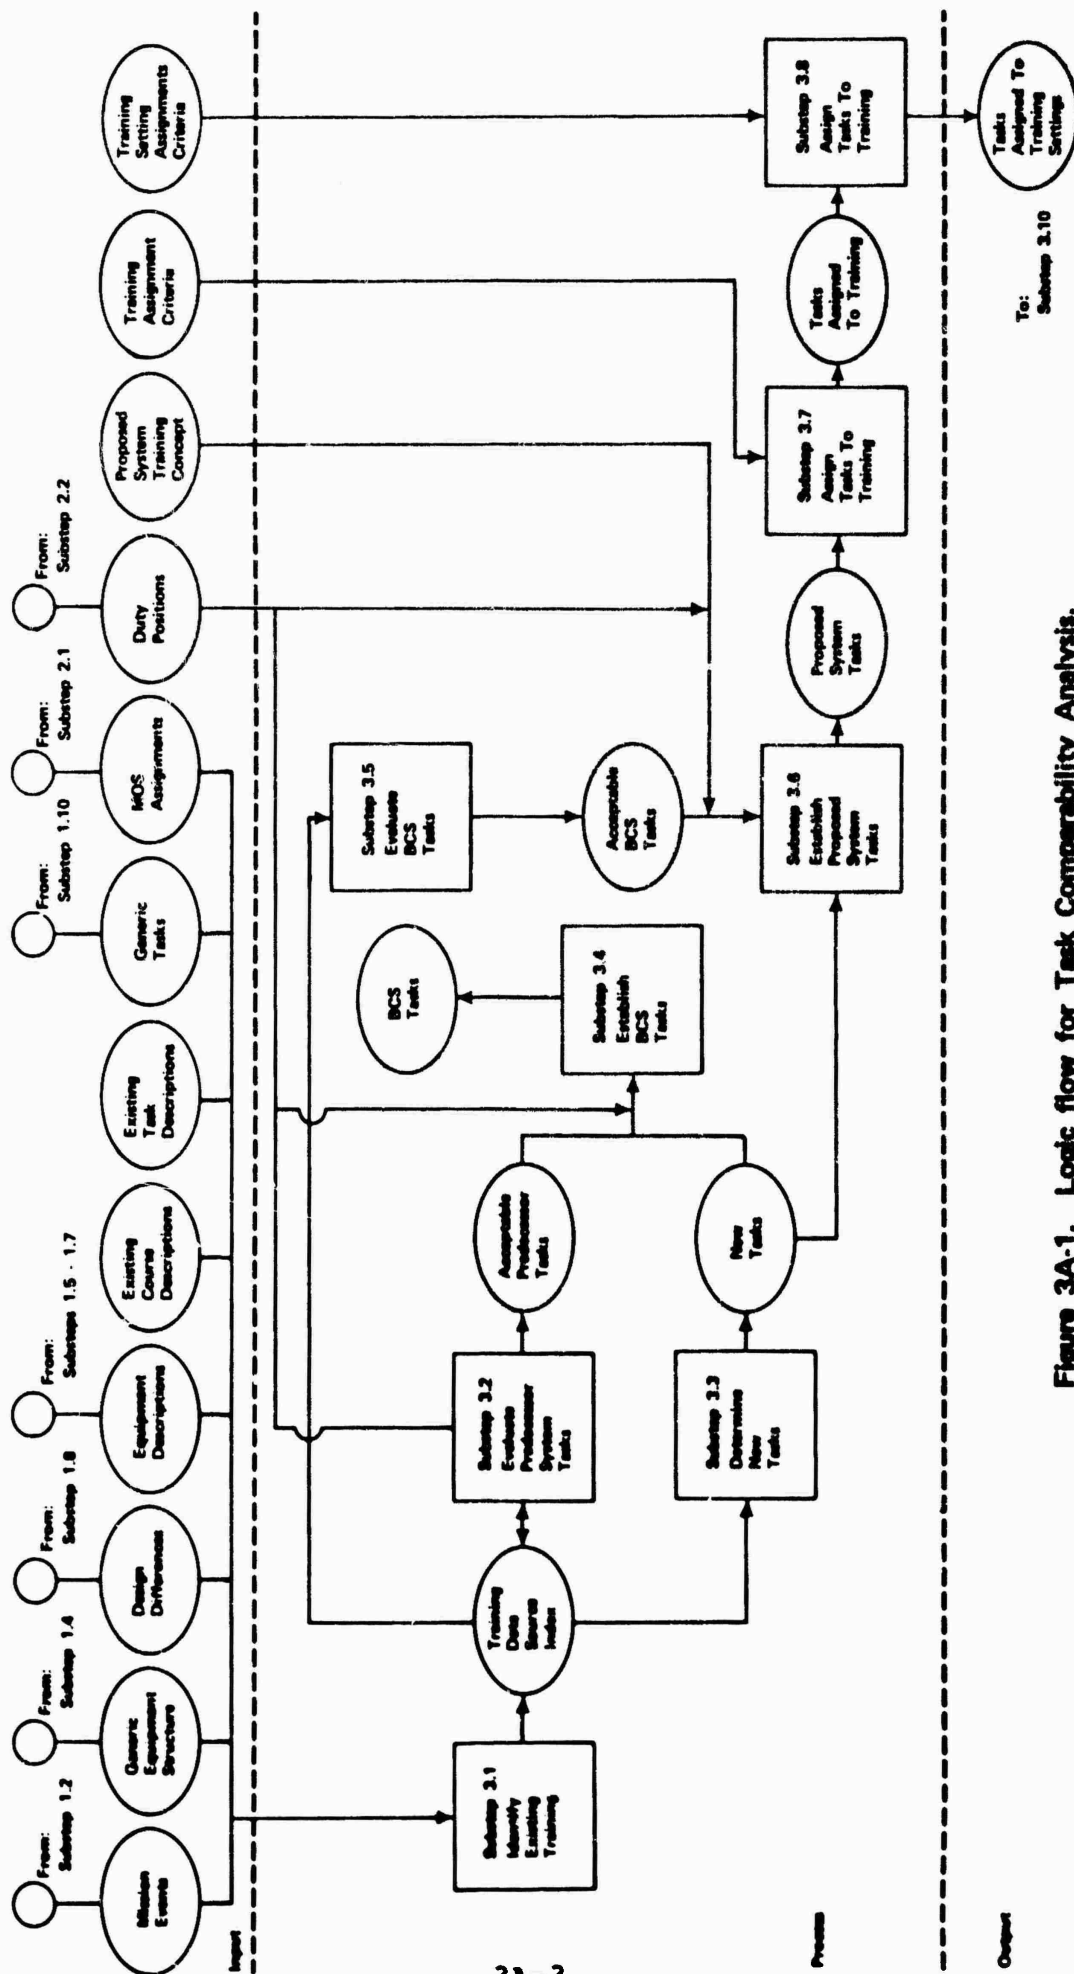 From:
Substep 1.2
From:
Substep 1.4
From:
Substep 1.8
From:
Substeps 1.5 - 1.7
From:
Substep 1.10
From:
Substep 2.1
From:
Substep 2.2
Mission
Events
Generic
Equipment
Structure
Design
Differences
Equipment
Descriptions
Existing
Course
Descriptions
Existing
Task
Descriptions
Generic
Tasks
MOS
Assignments
Duty
Positions
Proposed
System
Training
Concept
Training
Assignment
Criteria
Training
Setting
Assignments
Criteria
Input
Substep 3.1
Identify
Existing
Training
Training
Data
Source
Index
Substep 3.2
Evaluate
Predecessor
System
Tasks
Acceptable
Predecessor
Tasks
Substep 3.3
Determine
New
Tasks
New
Tasks
BCS
Tasks
Substep 3.4
Establish
BCS
Tasks
Substep 3.5
Evaluate
BCS
Tasks
Acceptable
BCS
Tasks
Substep 3.6
Establish
Proposed
System
Tasks
Proposed
System
Tasks
Substep 3.7
Assign
Tasks To
Training
Tasks
Assigned
To Training
Substep 3.8
Assign
Tasks To
Training
Process
Output
Tasks
Assigned To
Training
Settings
To:
Substep 3.10
Figure 3A-1. Logic flow for Task Comparability Analysis.
3A-3